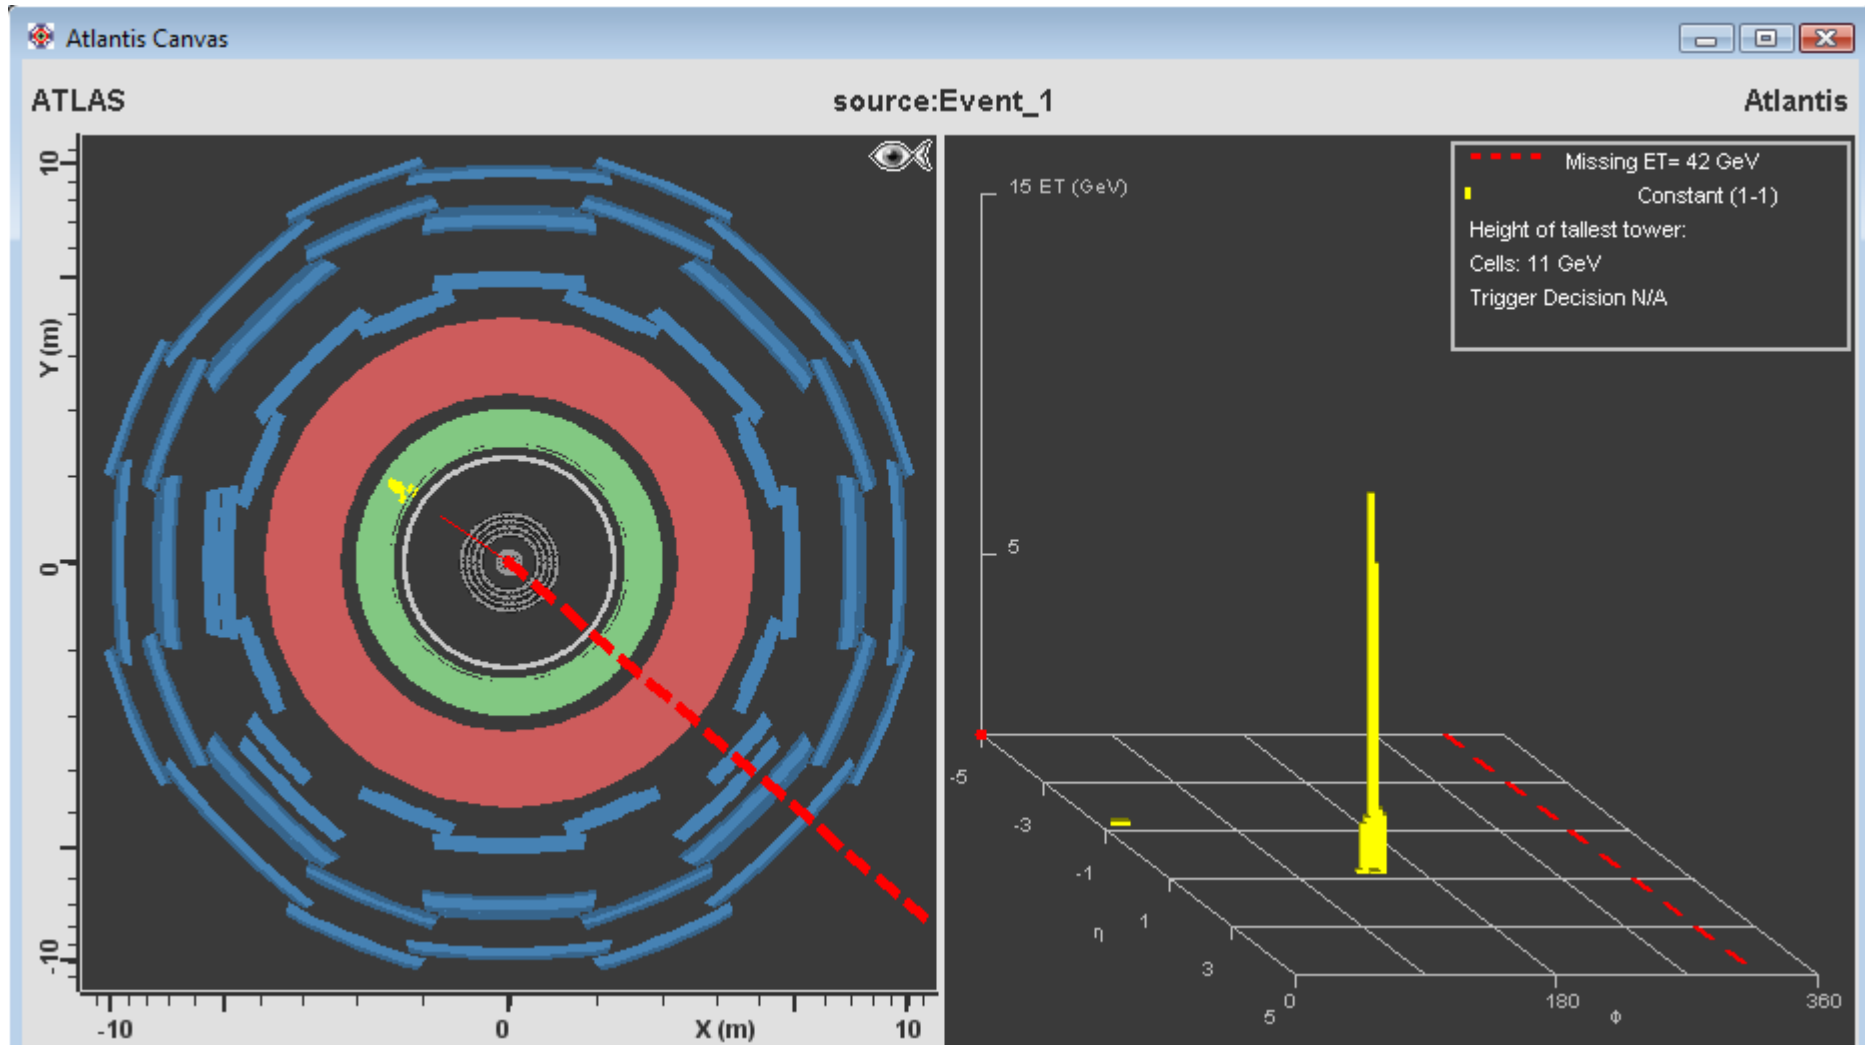 Atlantis Canvas
ATLAS source:Event_1 Atlantis
10
Y (m)
0
-10
-10 0 X (m) 10
15 ET (GeV)
5
Missing ET= 42 GeV
Constant (1-1)
Height of tallest tower:
Cells: 11 GeV
Trigger Decision N/A
-5
-3
-1
η 1
3
5 0 180 Φ 360